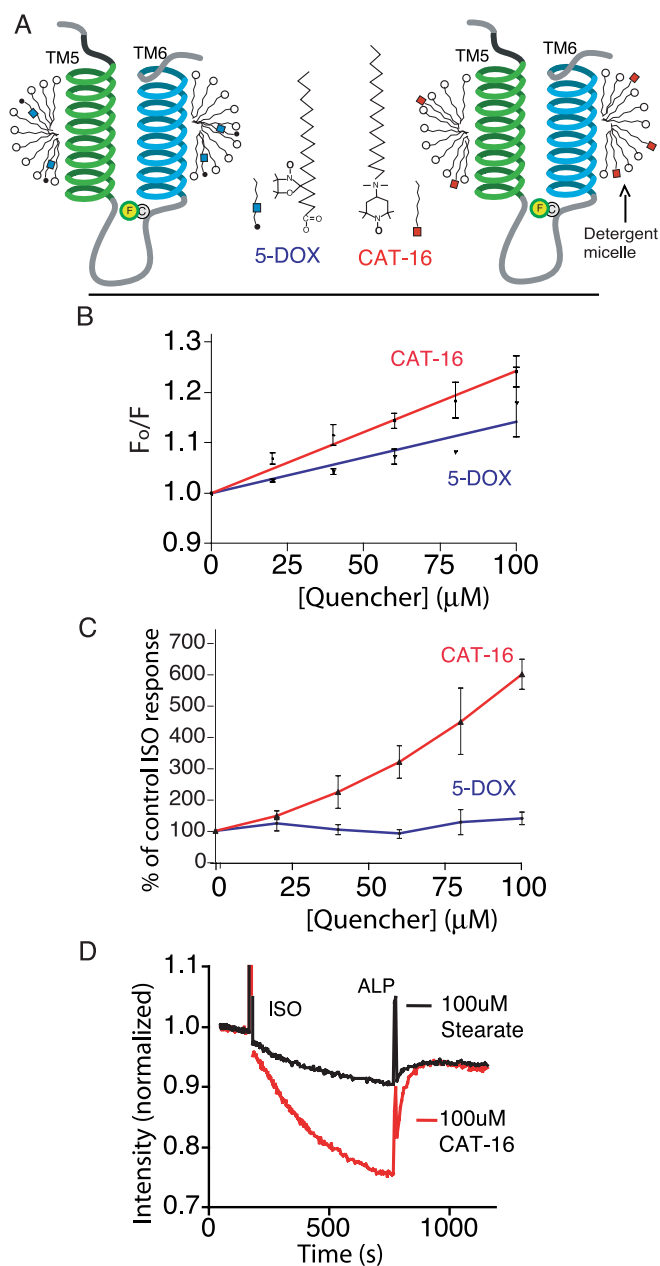 A
TM5
TM6
TM5
TM6
F
C
F
C
N
O
O
O
O
N
N
O
5-DOX
CAT-16
Detergent
micelle
B
1.3
1.2
1.1
1.0
0.9
Fo/F
CAT-16
5-DOX
0
25
50
75
100
[Quencher] (μM)
C
700
600
500
400
300
200
100
0
% of control ISO response
CAT-16
5-DOX
0
25
50
75
100
[Quencher] (μM)
D
1.1
1.0
0.9
0.8
0.7
Intensity (normalized)
ISO
ALP
100uM
Stearate
100uM
CAT-16
0
500
1000
Time (s)